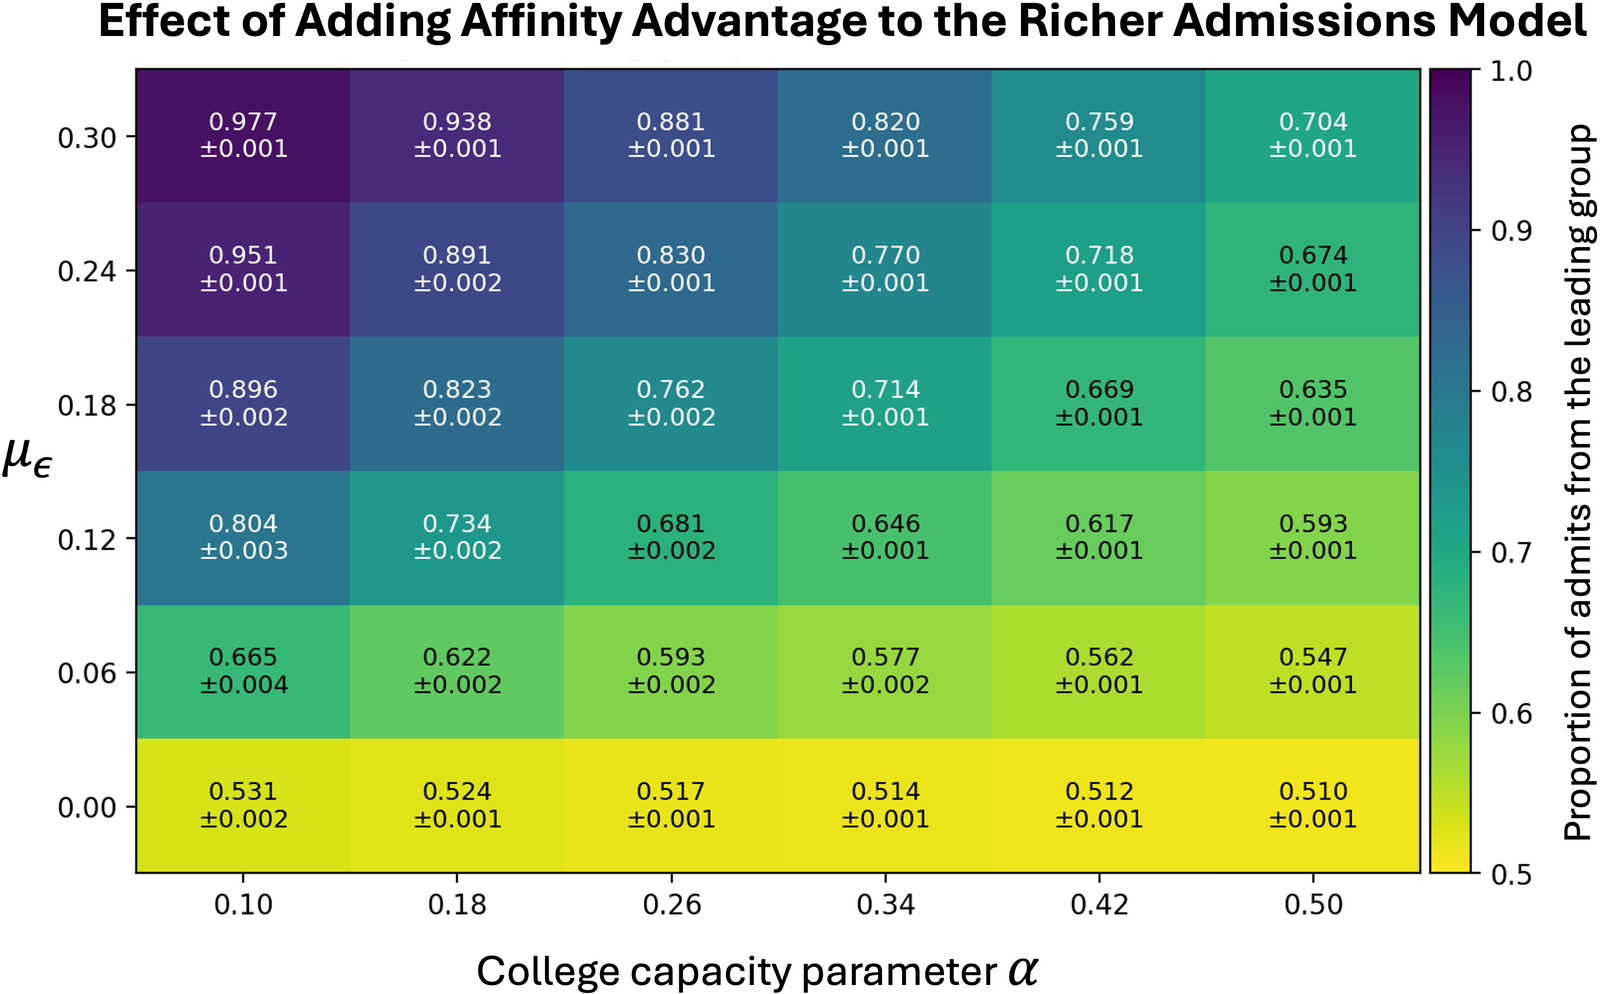 Effect of Adding Affinity Advantage to the Richer Admissions Model
0.30
0.977 0.938 0.881 0.820 0.759 0.704
±0.001 ±0.001 ±0.001 ±0.001 ±0.001 ±0.001
0.24
0.951 0.891 0.830 0.770 0.718 0.674
±0.001 ±0.002 ±0.001 ±0.001 ±0.001 ±0.001
0.18
0.896 0.823 0.762 0.714 0.669 0.635
±0.002 ±0.002 ±0.002 ±0.001 ±0.001 ±0.001
μϵ
0.12
0.804 0.734 0.681 0.646 0.617 0.593
±0.003 ±0.002 ±0.002 ±0.001 ±0.001 ±0.001
0.06
0.665 0.622 0.593 0.577 0.562 0.547
±0.004 ±0.002 ±0.002 ±0.002 ±0.001 ±0.001
0.00
0.531 0.524 0.517 0.514 0.512 0.510
±0.002 ±0.001 ±0.001 ±0.001 ±0.001 ±0.001
0.10 0.18 0.26 0.34 0.42 0.50
College capacity parameter α
1.0
0.9
0.8
0.7
0.6
0.5
Proportion of admits from the leading group